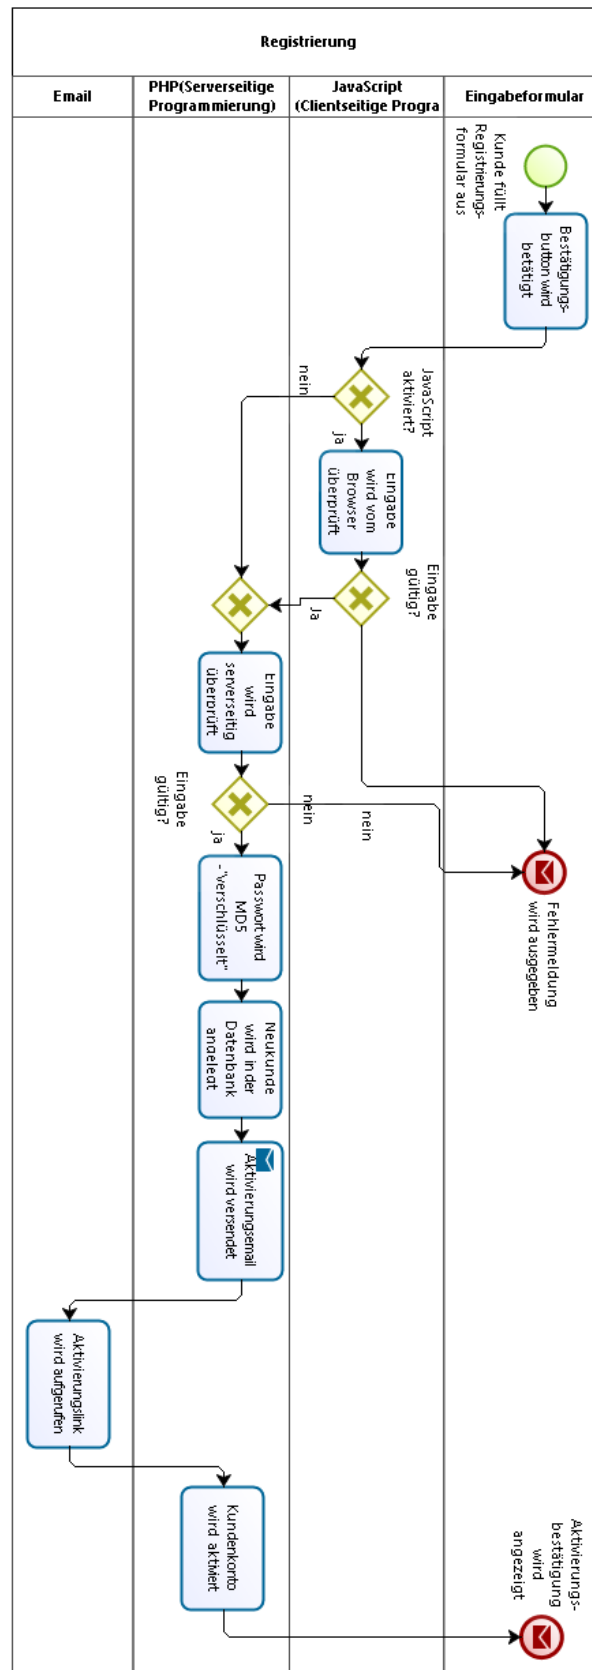 Registrierung
Email
PHP(Serverseitige
Programmierung)
JavaScript
(Clientseitige Progra
Eingabeformular
Kunde füllt
Registrierungs-
formular aus
Bestätigungs-
button wird
betätigt
JavaScript
aktiviert?
nein
ja
Eingabe
wird vom
Browser
überprüft
Eingabe
gültig?
Ja
Eingabe
wird
serverseitig
überprüft
Eingabe
gültig?
nein
nein
ja
Passwort wird
MD5
- "verschlüsselt"
Fehlermeldung
wird ausgegeben
Neukunde
wird in der
Datenbank
angelegt
Aktivierungsemail
wird versendet
Aktivierungslink
wird aufgerufen
Kundenkonto
wird aktiviert
Aktivierungs-
bestätigung
wird
angezeigt